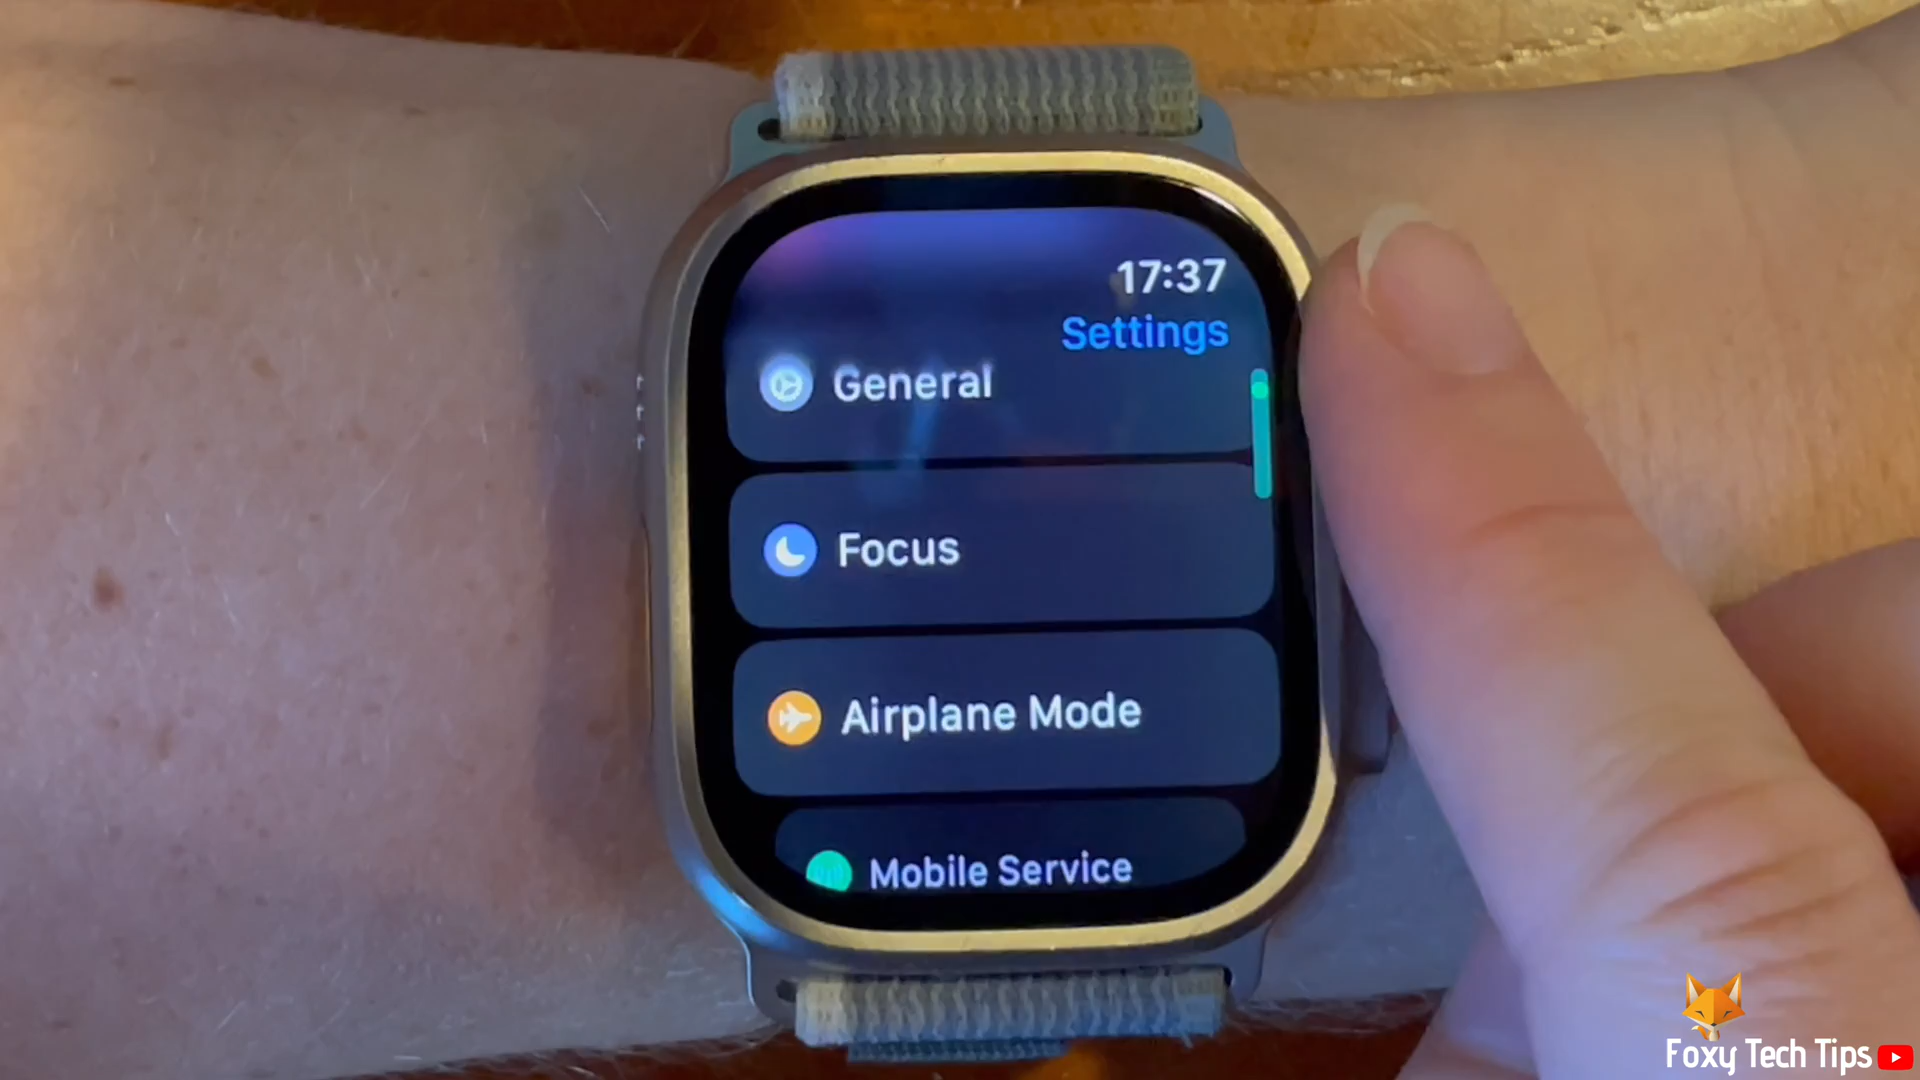 17:37
Settings
General
Focus
Airplane Mode
Mobile Service
Foxy Tech Tips